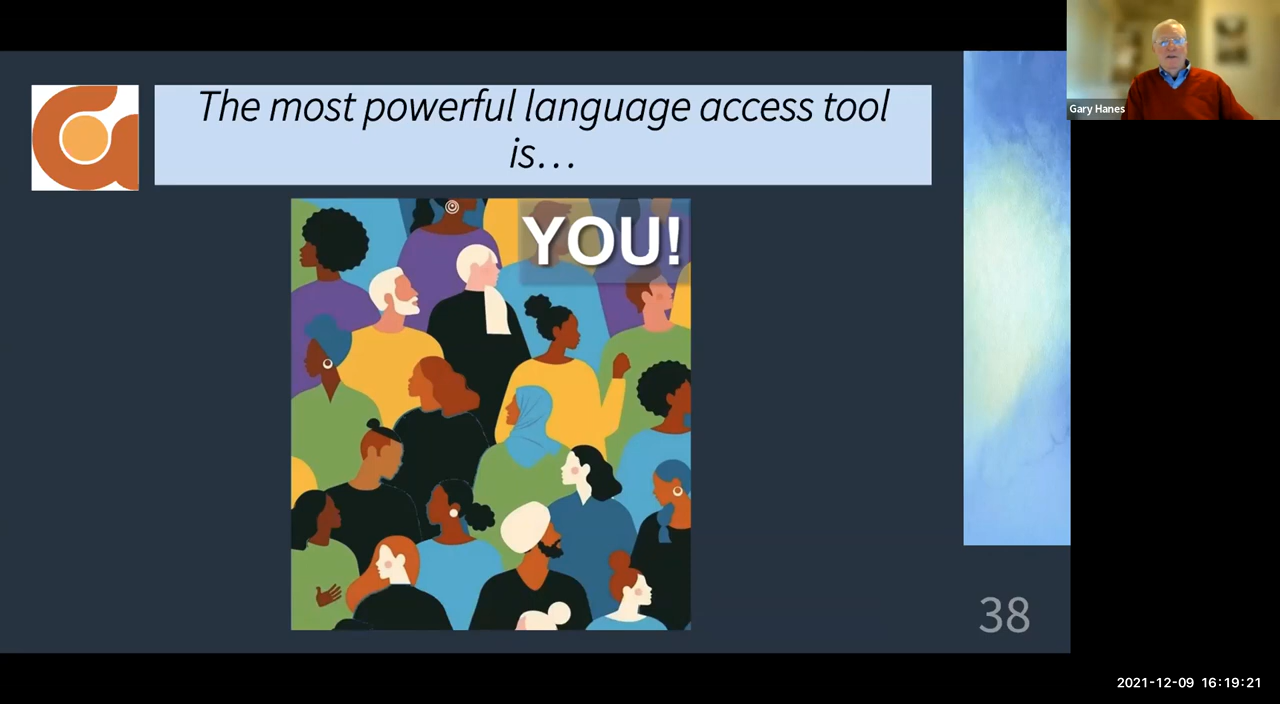 The most powerful language access tool
is...
YOU!
Gary Hanes
38
2021-12-09 16:19:21